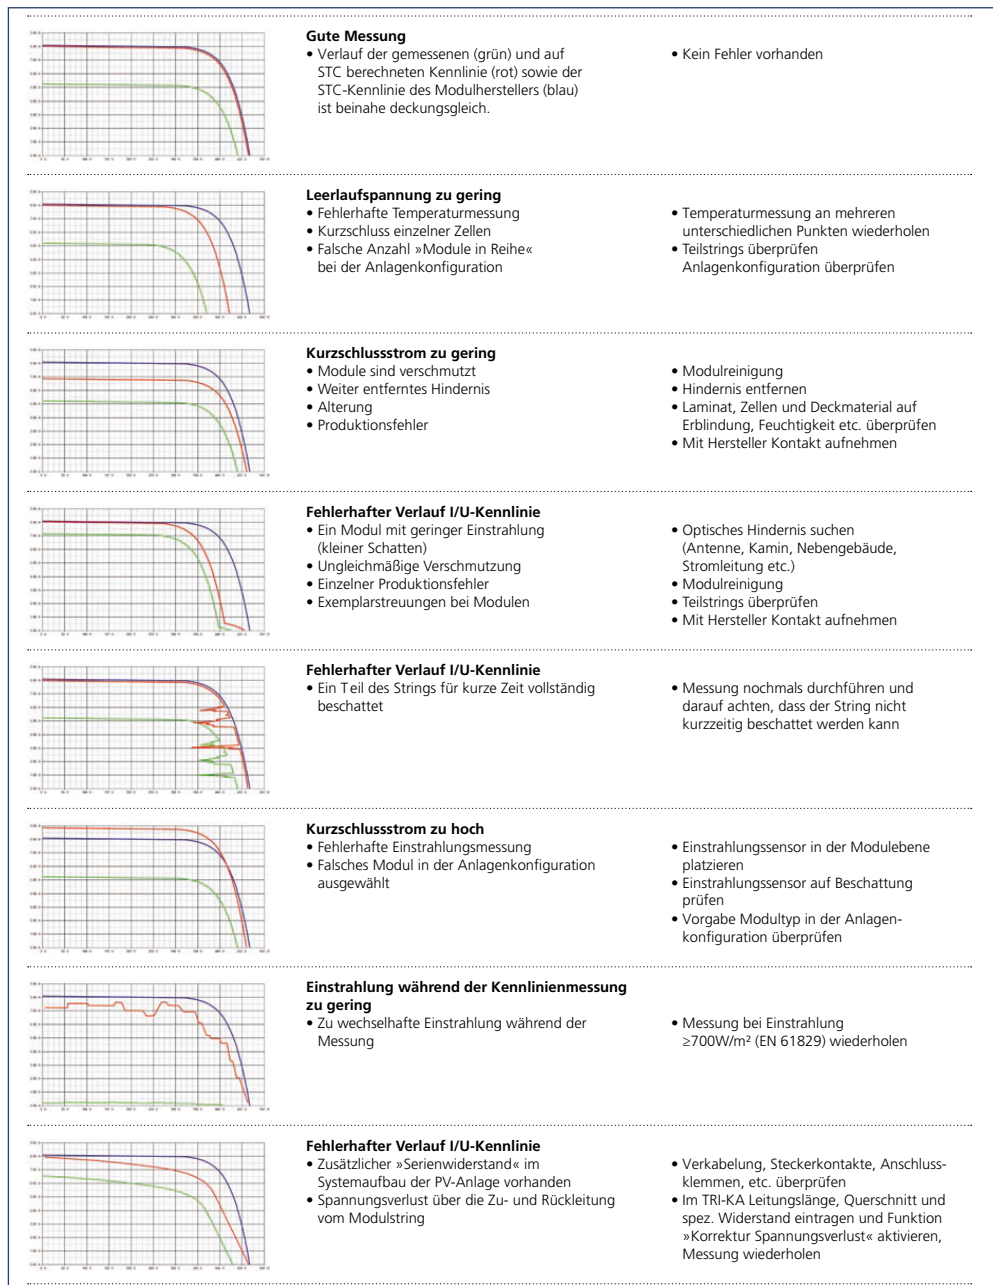 Gute Messung
• Verlauf der gemessenen (grün) und auf
STC berechneten Kennlinie (rot) sowie der
STC-Kennlinie des Modulherstellers (blau)
ist beinahe deckungsgleich.
• Kein Fehler vorhanden
Leerlaufspannung zu gering
• Fehlerhafte Temperaturmessung
• Kurzschluss einzelner Zellen
• Falsche Anzahl »Module in Reihe«
bei der Anlagenkonfiguration
• Temperaturmessung an mehreren
unterschiedlichen Punkten wiederholen
• Teilstrings überprüfen
Anlagenkonfiguration überprüfen
Kurzschlussstrom zu gering
• Module sind verschmutzt
• Weiter entferntes Hindernis
• Alterung
• Produktionsfehler
• Modulreinigung
• Hindernis entfernen
• Laminat, Zellen und Deckmaterial auf
Erblindung, Feuchtigkeit etc. überprüfen
• Mit Hersteller Kontakt aufnehmen
Fehlerhafter Verlauf I/U-Kennlinie
• Ein Modul mit geringer Einstrahlung
(kleiner Schatten)
• Ungleichmäßige Verschmutzung
• Einzelner Produktionsfehler
• Exemplarstreuungen bei Modulen
• Optisches Hindernis suchen
(Antenne, Kamin, Nebengebäude,
Stromleitung etc.)
• Modulreinigung
• Teilstrings überprüfen
• Mit Hersteller Kontakt aufnehmen
Fehlerhafter Verlauf I/U-Kennlinie
• Ein Teil des Strings für kurze Zeit vollständig
beschattet
• Messung nochmals durchführen und
darauf achten, dass der String nicht
kurzzeitig beschattet werden kann
Kurzschlussstrom zu hoch
• Fehlerhafte Einstrahlungsmessung
• Falsches Modul in der Anlagenkonfiguration
ausgewählt
• Einstrahlungssensor in der Modulebene
platzieren
• Einstrahlungssensor auf Beschattung
prüfen
• Vorgabe Modultyp in der Anlagen-
konfiguration überprüfen
Einstrahlung während der Kennlinienmessung
zu gering
• Zu wechselhafte Einstrahlung während der
Messung
• Messung bei Einstrahlung
≥700W/m² (EN 61829) wiederholen
Fehlerhafter Verlauf I/U-Kennlinie
• Zusätzlicher »Serienwiderstand« im
Systemaufbau der PV-Anlage vorhanden
• Spannungsverlust über die Zu- und Rückleitung
vom Modulstring
• Verkabelung, Steckerkontakte, Anschluss-
klemmen, etc. überprüfen
• Im TRI-KA Leitungslänge, Querschnitt und
spez. Widerstand eintragen und Funktion
»Korrektur Spannungsverlust« aktivieren,
Messung wiederholen